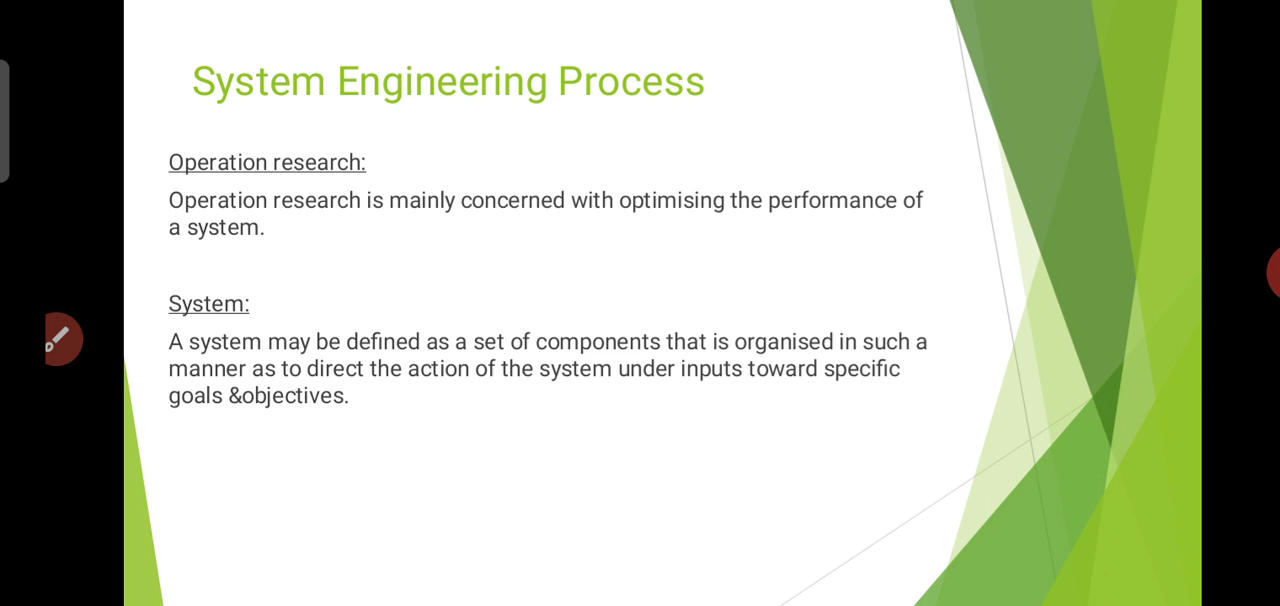 System Engineering Process
Operation research:
Operation research is mainly concerned with optimising the performance of
a system.
System:
A system may be defined as a set of components that is organised in such a
manner as to direct the action of the system under inputs toward specific
goals &objectives.